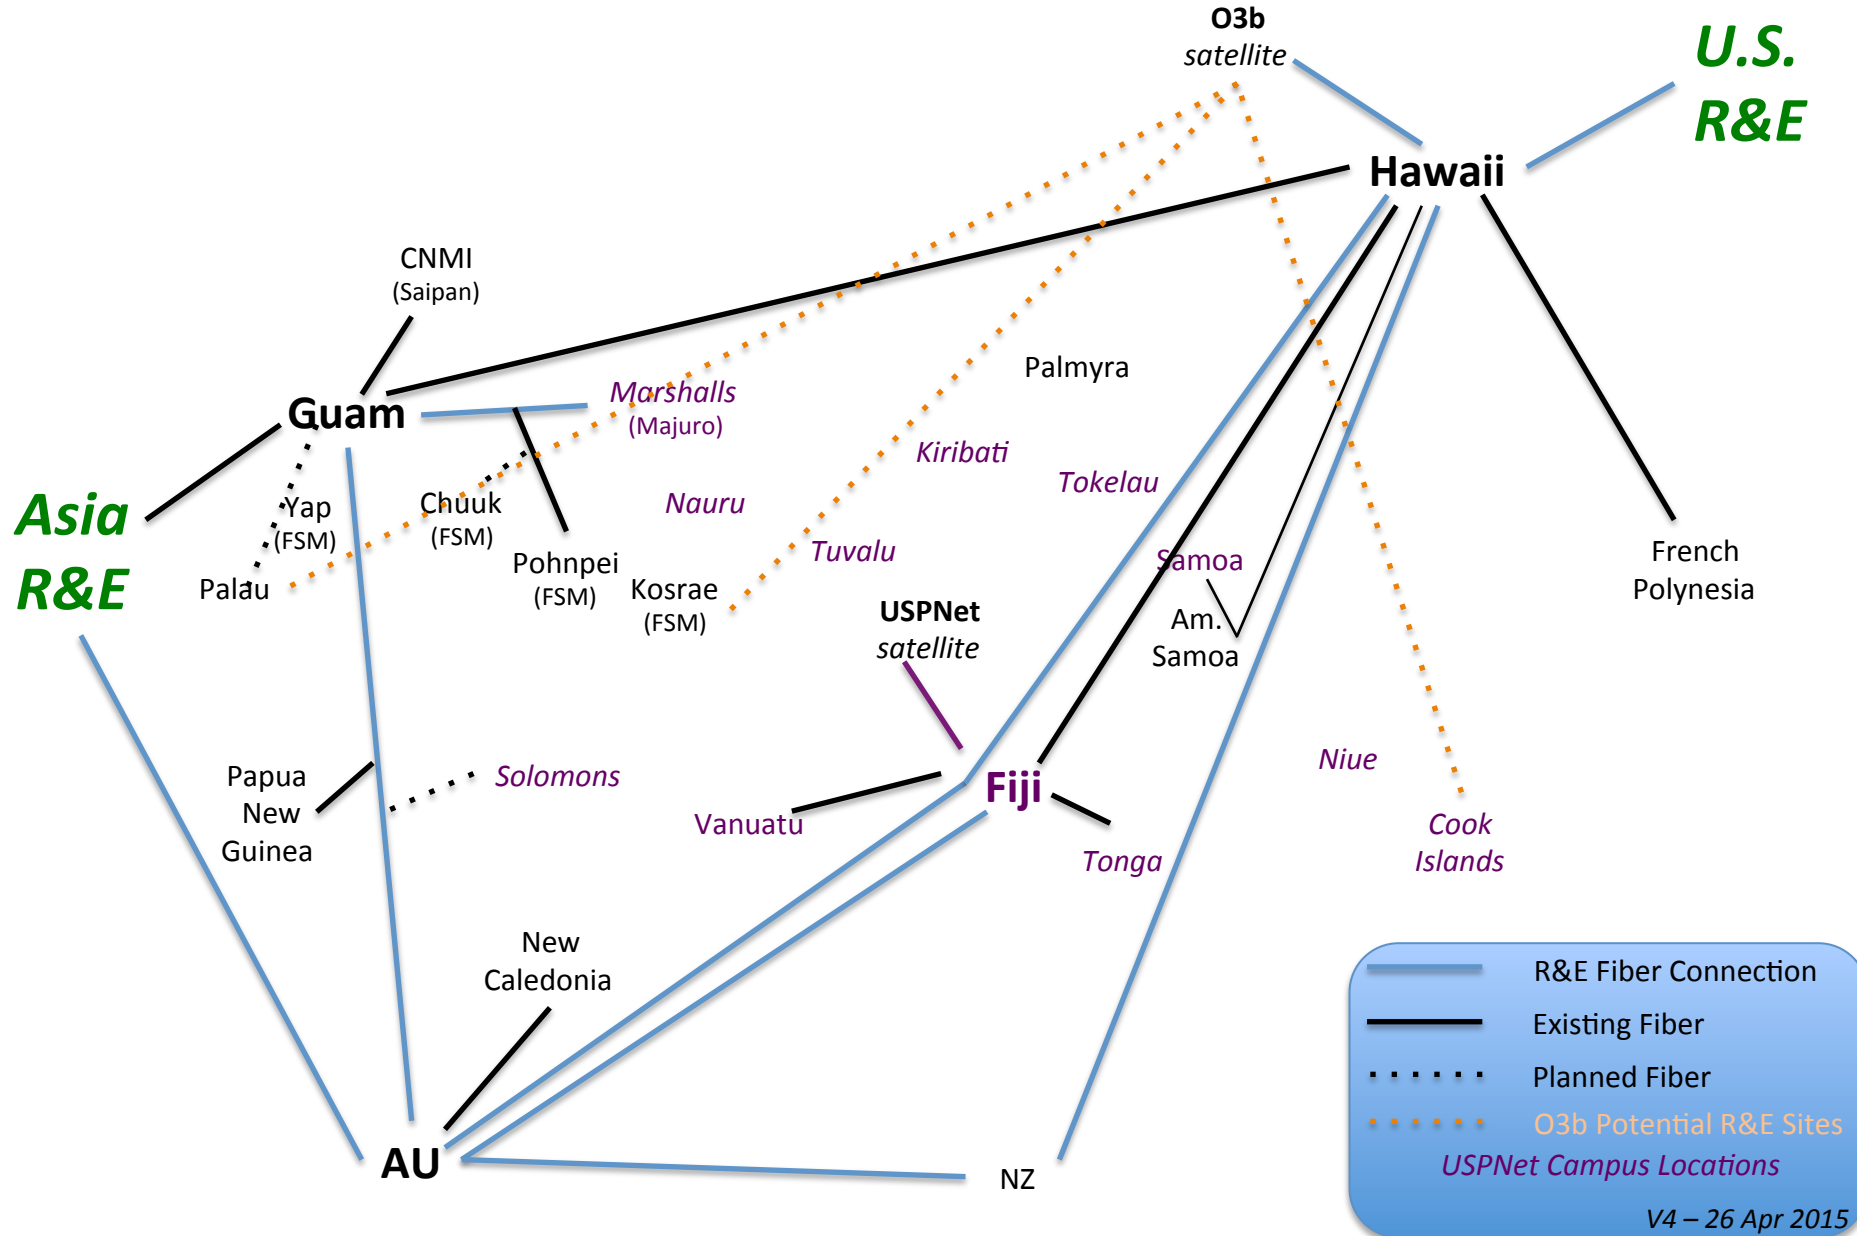 O3b
satellite
U.S.
R&E
Hawaii
CNMI
(Saipan)
Palmyra
Guam
Marshalls
(Majuro)
Kiribati
Tokelau
Nauru
Asia
R&E
Yap
(FSM)
Chuuk
(FSM)
Tuvalu
Samoa
French
Polynesia
Palau
Pohnpei
(FSM)
Kosrae
(FSM)
USPNet
satellite
Am.
Samoa
Papua
New
Guinea
Solomons
Vanuatu
Fiji
Tonga
Niue
Cook
Islands
New
Caledonia
AU
NZ
R&E Fiber Connection
Existing Fiber
Planned Fiber
O3b Potential R&E Sites
USPNet Campus Locations
V4 – 26 Apr 2015